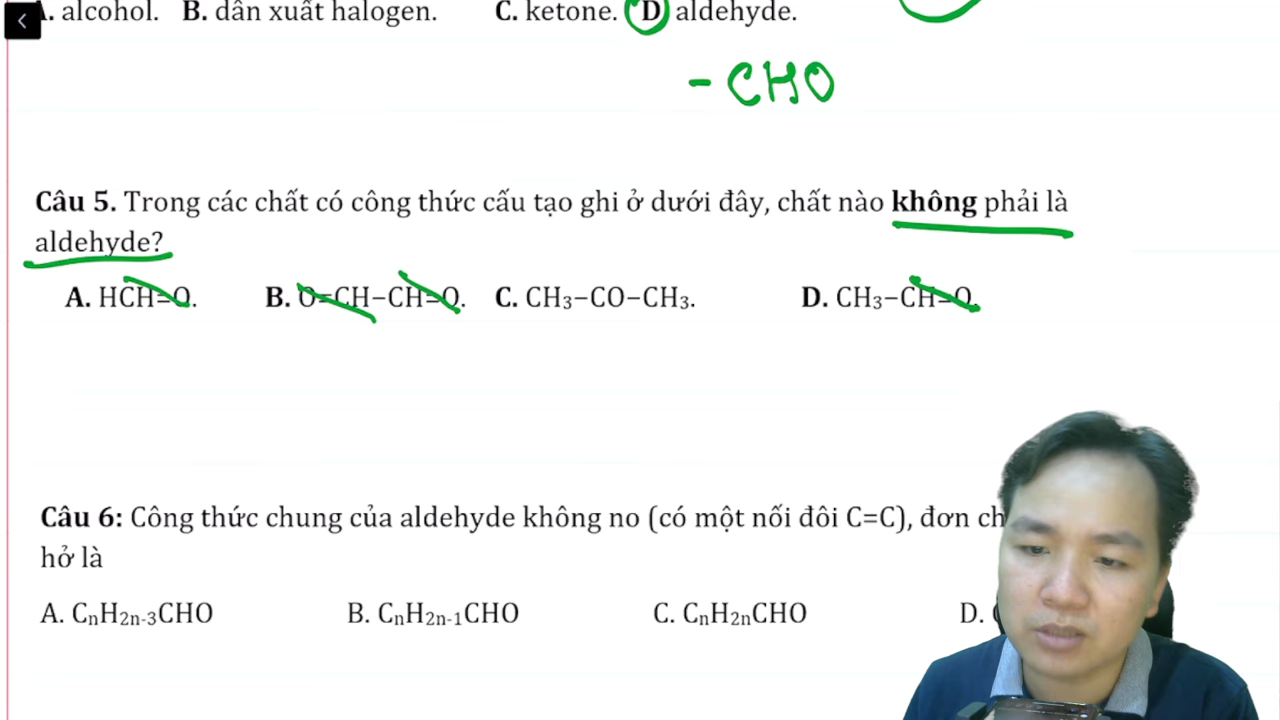 A. alcohol. B. dẫn xuất halogen. C. ketone. D aldehyde.
- CHO
Câu 5. Trong các chất có công thức cấu tạo ghi ở dưới đây, chất nào không phải là
aldehyde?
A. HCH=O. B. O=CH–CH=O. C. CH₃–CO–CH₃. D. CH₃–CH=O.
Câu 6: Công thức chung của aldehyde không no (có một nối đôi C=C), đơn
hở là
A. CₙH₂ₙ₋₃CHO B. CₙH₂ₙ₋₁CHO C. CₙH₂ₙCHO D.